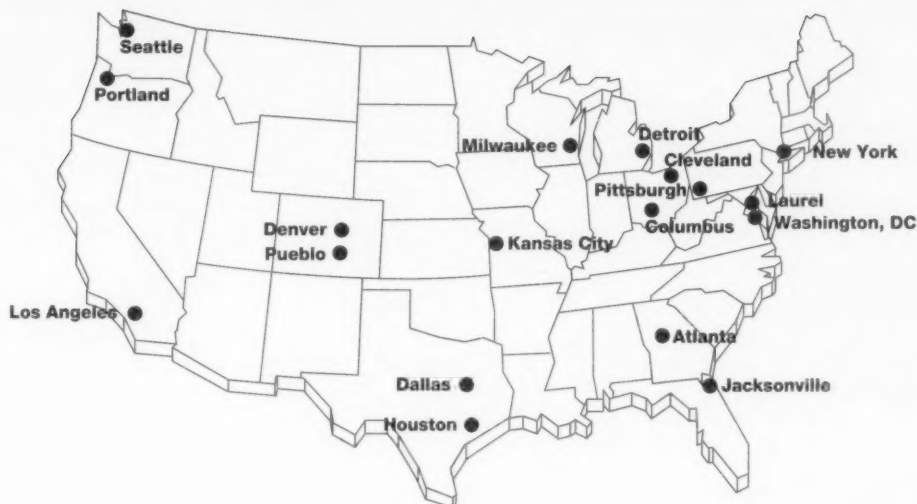 Seattle
Portland
Milwaukee
Detroit
Cleveland
New York
Pittsburgh
Laurel
Columbus
Washington, DC
Denver
Kansas City
Pueblo
Los Angeles
Atlanta
Dallas
Jacksonville
Houston